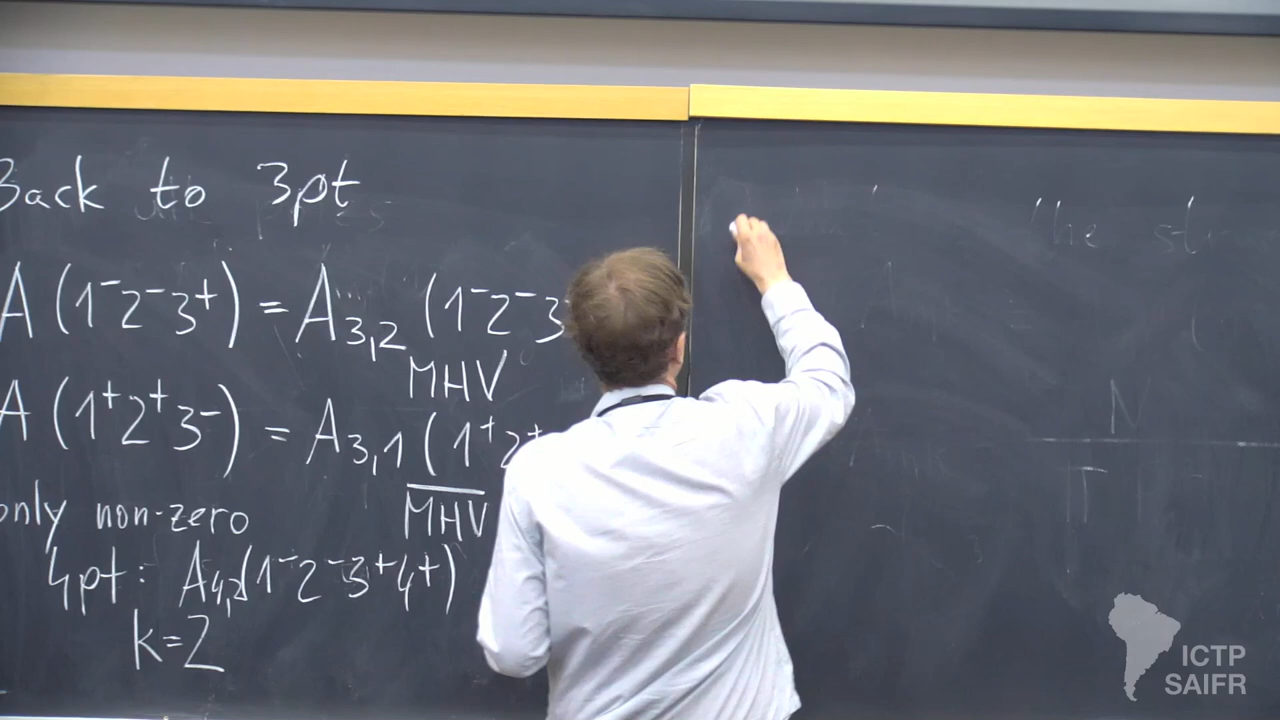 Back to 3pt
A(1⁻2⁻3⁺) = A₃,₂ (1⁻2⁻3
MHV
A(1⁺2⁺3⁻) = A₃,₁ (1⁺2⁺
M̅H̅V̅
only non-zero
4pt: A₄,₂(1⁻2⁻3⁺4⁺)
k=2
the
N
ICTP
SAIFR